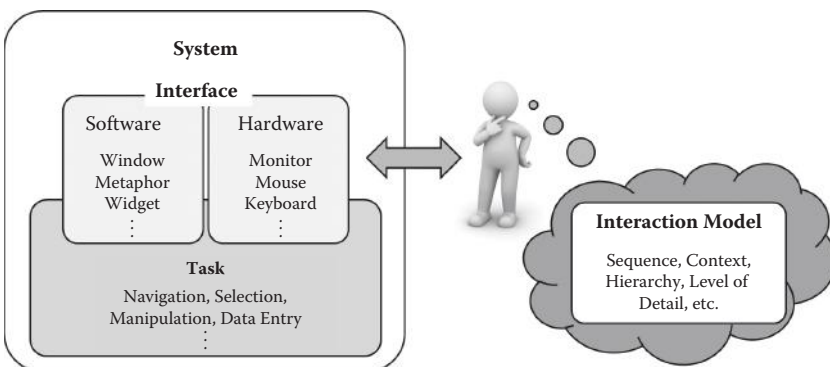 System
Interface
Software
Window
Metaphor
Widget
⋮
Hardware
Monitor
Mouse
Keyboard
⋮
Task
Navigation, Selection,
Manipulation, Data Entry
⋮
Interaction Model
Sequence, Context,
Hierarchy, Level of
Detail, etc.